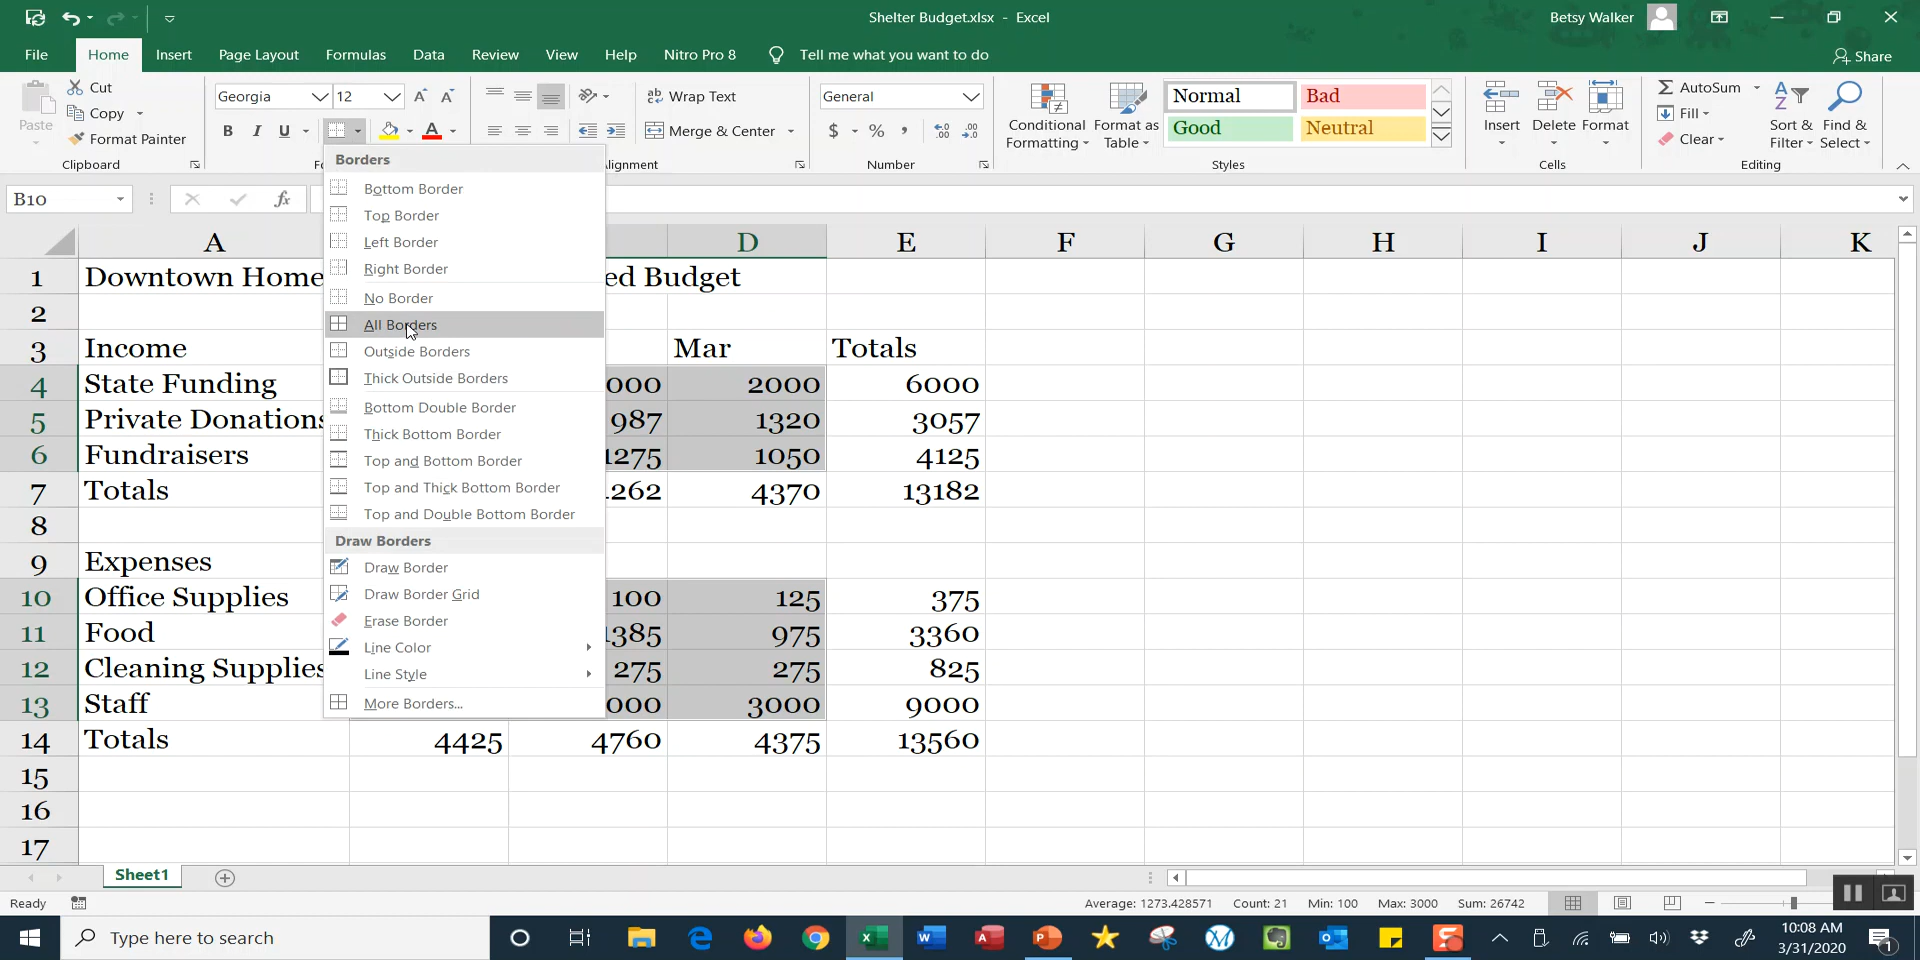 Shelter Budget.xlsx - Excel
Betsy Walker
File Home Insert Page Layout Formulas Data Review View Help Nitro Pro 8 Tell me what you want to do Share
Paste
Cut
Copy
Format Painter
Clipboard
Georgia 12
B I U A
Wrap Text
Merge & Center
Alignment
General
$ % ,
Number
Conditional Formatting
Format as Table
Normal Bad
Good Neutral
Styles
Insert Delete Format
Cells
AutoSum
Fill
Clear
Sort & Filter
Find & Select
Editing
B10 fx
Borders
Bottom Border
Top Border
Left Border
Right Border
No Border
All Borders
Outside Borders
Thick Outside Borders
Bottom Double Border
Thick Bottom Border
Top and Bottom Border
Top and Thick Bottom Border
Top and Double Bottom Border
Draw Borders
Draw Border
Draw Border Grid
Erase Border
Line Color
Line Style
More Borders...
A D E F G H I J K
1 Downtown Home ed Budget
2
3 Income Mar Totals
4 State Funding 000 2000 6000
5 Private Donations 987 1320 3057
6 Fundraisers 1275 1050 4125
7 Totals 262 4370 13182
8
9 Expenses
10 Office Supplies 100 125 375
11 Food 1385 975 3360
12 Cleaning Supplies 275 275 825
13 Staff 000 3000 9000
14 Totals 4425 4760 4375 13560
15
16
17
Sheet1
Ready Average: 1273.428571 Count: 21 Min: 100 Max: 3000 Sum: 26742
Type here to search
10:08 AM
3/31/2020
1